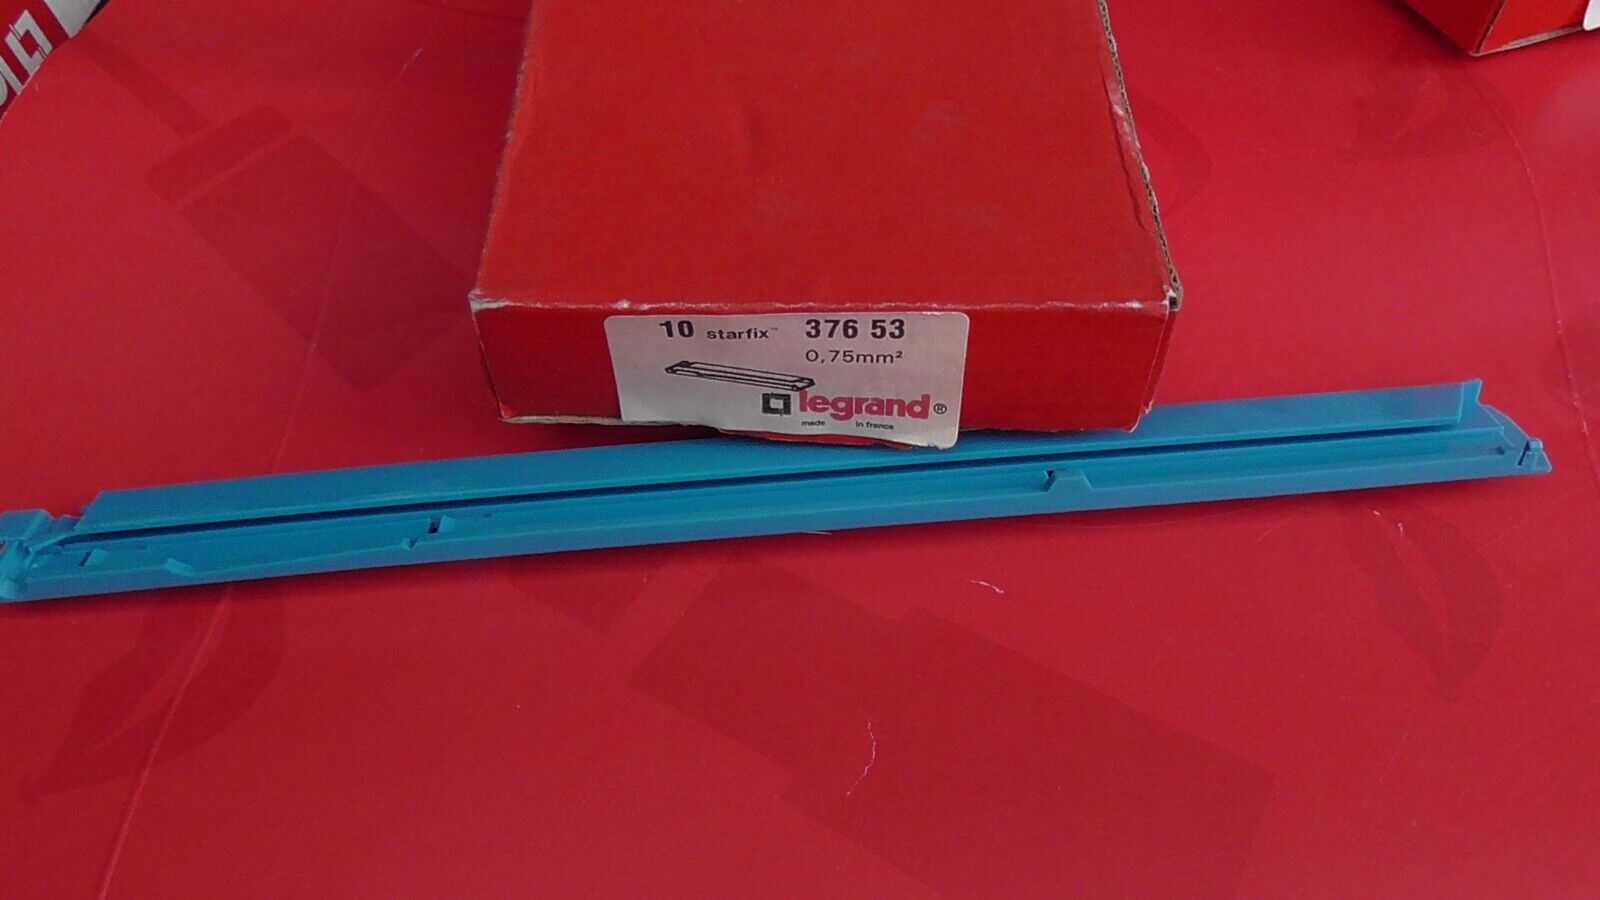 10 starfix™ 376 53
0,75mm²
legrand®
made in france